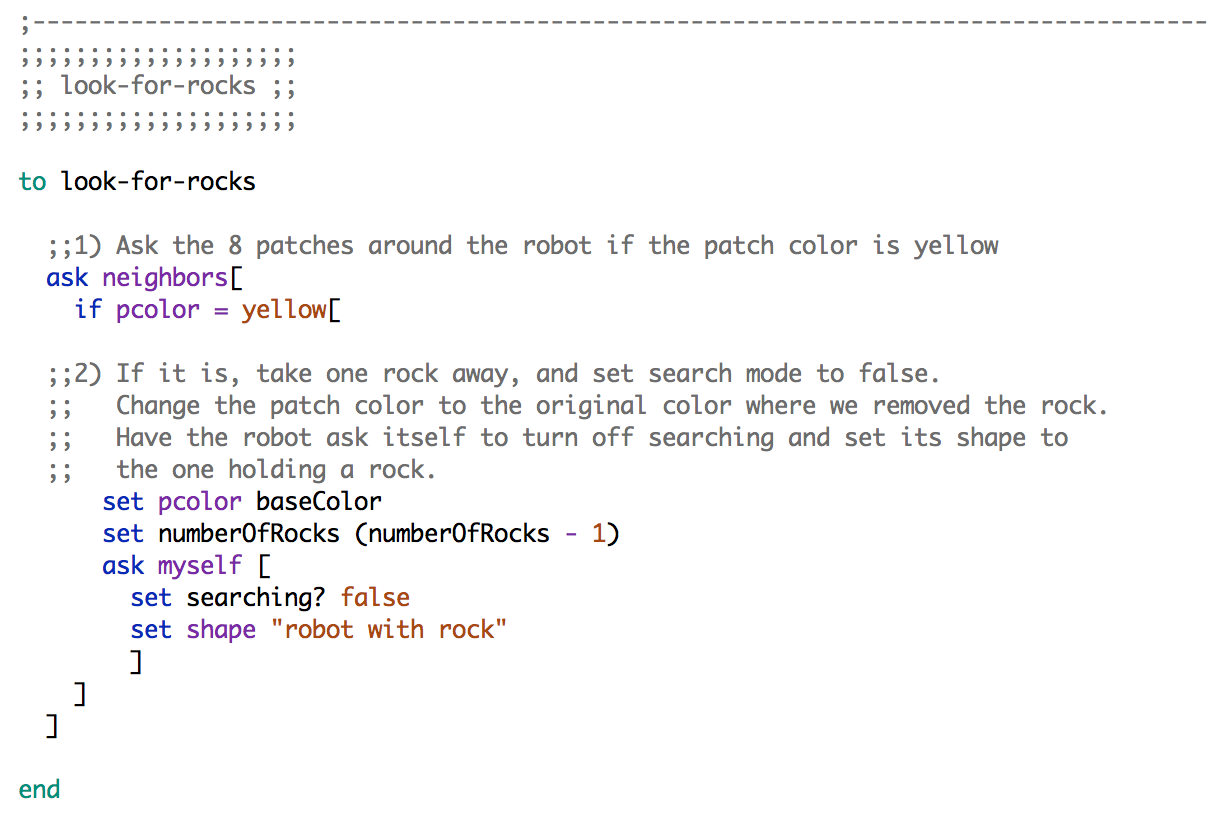 ;------------------------------------------------------------------------------------
;;;;;;;;;;;;;;;;;;;;
;; look-for-rocks ;;
;;;;;;;;;;;;;;;;;;;;
to look-for-rocks
;;1) Ask the 8 patches around the robot if the patch color is yellow
ask neighbors[
if pcolor = yellow[
;;2) If it is, take one rock away, and set search mode to false.
;;   Change the patch color to the original color where we removed the rock.
;;   Have the robot ask itself to turn off searching and set its shape to
;;   the one holding a rock.
set pcolor baseColor
set numberOfRocks (numberOfRocks - 1)
ask myself [
set searching? false
set shape "robot with rock"
]
]
]
end